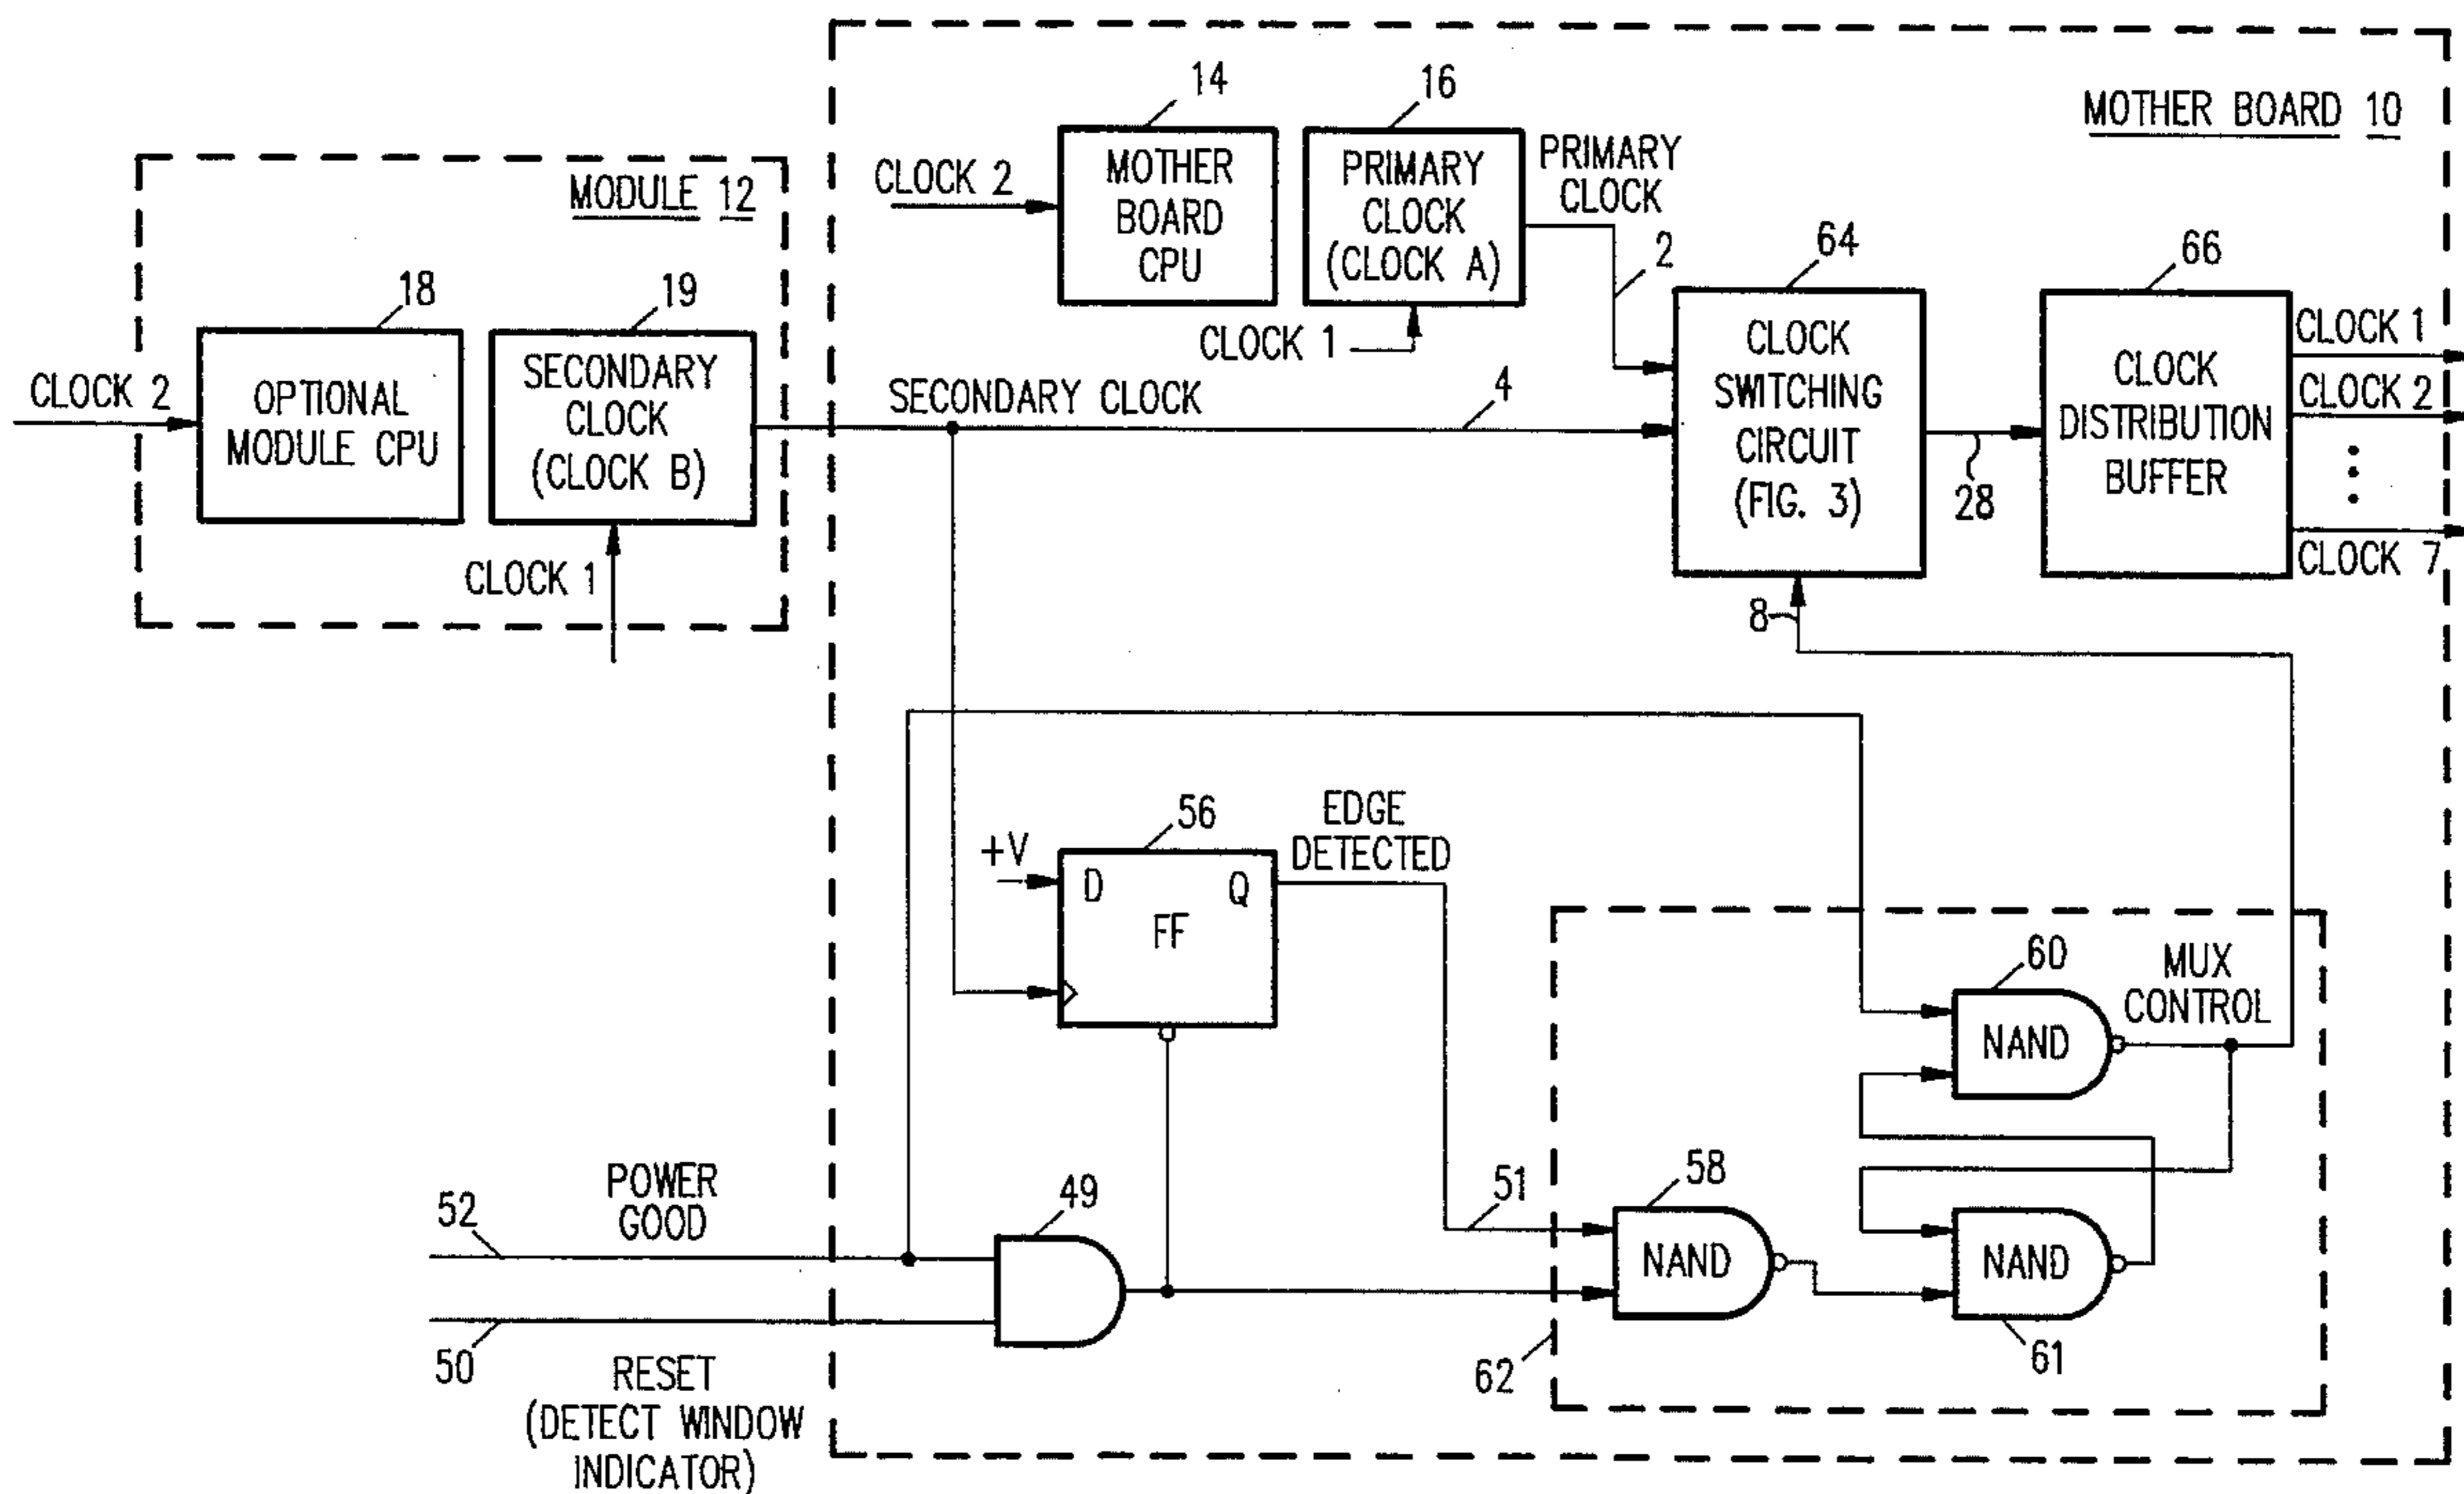 MOTHER BOARD 10
14
16
CLOCK 2
MOTHER
BOARD
CPU
PRIMARY
CLOCK
(CLOCK A)
PRIMARY
CLOCK
2
CLOCK 1
MODULE 12
18
19
CLOCK 2
OPTIONAL
MODULE CPU
SECONDARY
CLOCK
(CLOCK B)
CLOCK 1
SECONDARY CLOCK
4
64
CLOCK
SWITCHING
CIRCUIT
(FIG. 3)
28
8
66
CLOCK
DISTRIBUTION
BUFFER
CLOCK 1
CLOCK 2
CLOCK 7
56
+V
D
Q
FF
EDGE
DETECTED
60
NAND
MUX
CONTROL
51
58
NAND
NAND
61
62
POWER
GOOD
52
49
50
RESET
(DETECT WINDOW
INDICATOR)